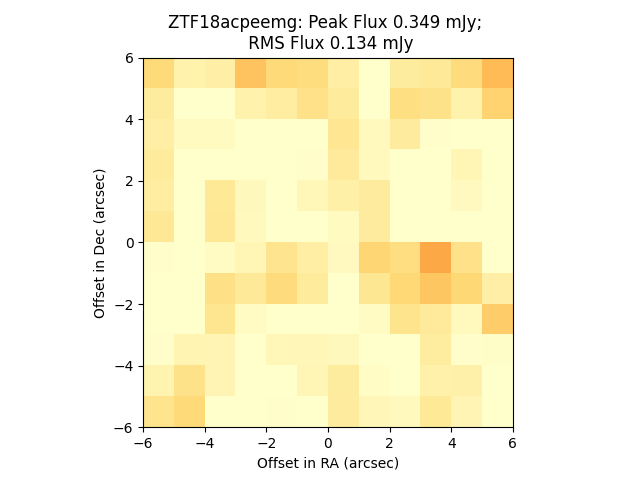 ZTF18acpeemg: Peak Flux 0.349 mJy;
RMS Flux 0.134 mJy
6
4
2
0
−2
−4
−6
Offset in Dec (arcsec)
−6 −4 −2 0 2 4 6
Offset in RA (arcsec)